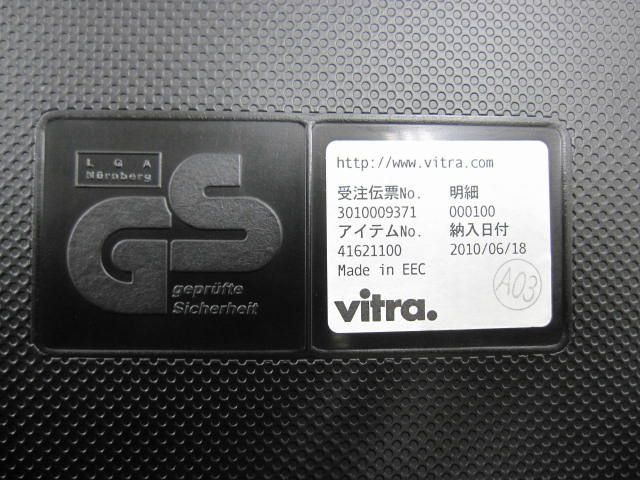 LGA
Nürnberg
GS
geprüfte
Sicherheit
http://www.vitra.com
受注伝票No. 明細
3010009371 000100
アイテムNo. 納入日付
41621100 2010/06/18
Made in EEC
A03
vitra.